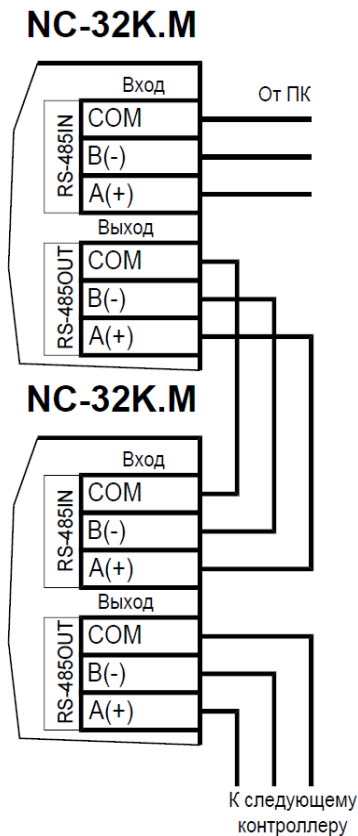 NC-32K.M
Вход
От ПК
RS-485IN
COM
B(-)
A(+)
Выход
RS-485OUT
COM
B(-)
A(+)
NC-32K.M
Вход
RS-485IN
COM
B(-)
A(+)
Выход
RS-485OUT
COM
B(-)
A(+)
К следующему
контроллеру